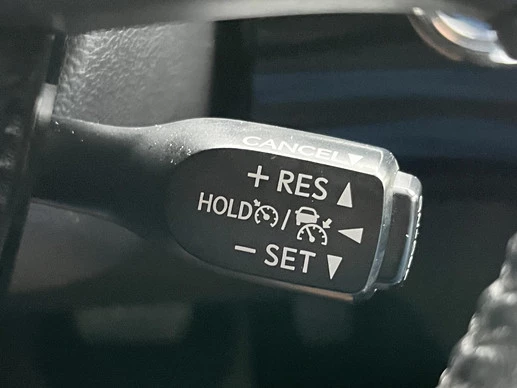 CANCEL▼
+ RES ▲
HOLD / ◀
− SET ▼